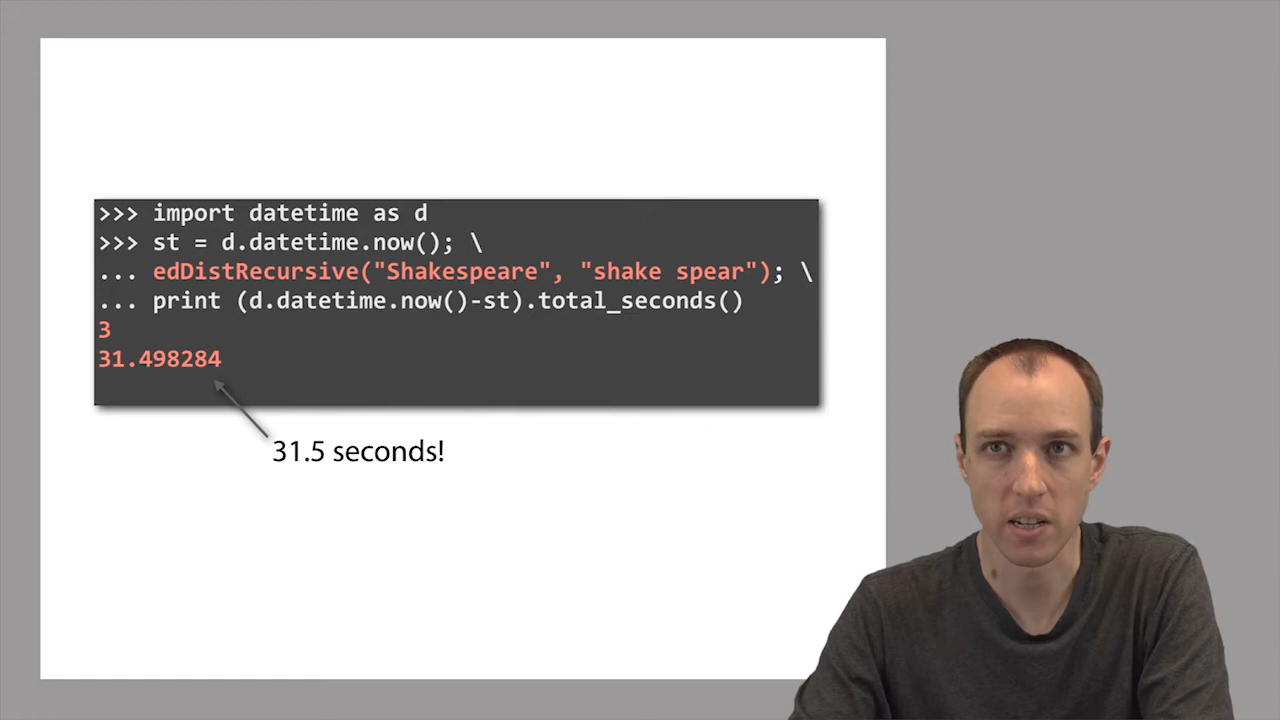 >>> import datetime as d
>>> st = d.datetime.now(); \
... edDistRecursive("Shakespeare", "shake spear"); \
... print (d.datetime.now()-st).total_seconds()
3
31.498284
31.5 seconds!